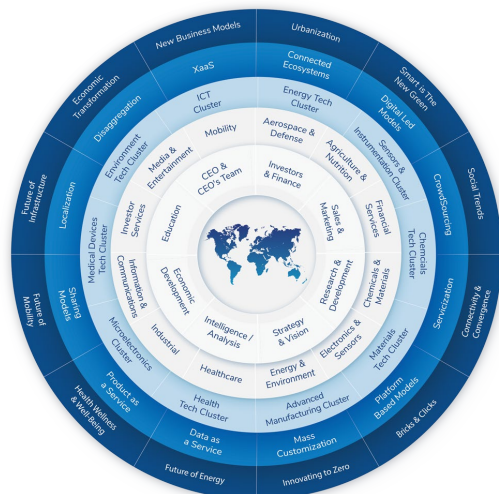 New Business Models
Urbanization
Smart is The
New Green
Social Trends
Connectivity &
Convergence
Bricks & Clicks
Innovating to Zero
Future of Energy
Health Wellness
& Well-Being
Future of
Mobility
Future of
Infrastructure
Economic
Transformation
XaaS
Connected
Ecosystems
Digital Led
Models
CrowdSourcing
Servicization
Platform
Based Models
Mass
Customization
Data as
a Service
Product as
a Service
Sharing
Models
Localization
Disaggregation
ICT
Cluster
Energy Tech
Cluster
Sensors &
Instrumentation Cluster
Chemcials
Tech Cluster
Materials
Tech Cluster
Advanced
Manufacturing Cluster
Health
Tech Cluster
Microelectronics
Cluster
Medical Devices
Tech Cluster
Environment
Tech Cluster
Mobility
Aerospace &
Defense
Agriculture &
Nutrition
Financial
Services
Chemicals &
Materials
Electronics &
Sensors
Energy &
Environment
Healthcare
Industrial
Information &
Communications
Investor
Services
Media &
Entertainment
CEO &
CEO's Team
Investors
& Finance
Sales &
Marketing
Research &
Development
Strategy
& Vision
Intelligence /
Analysis
Economic
Development
Education